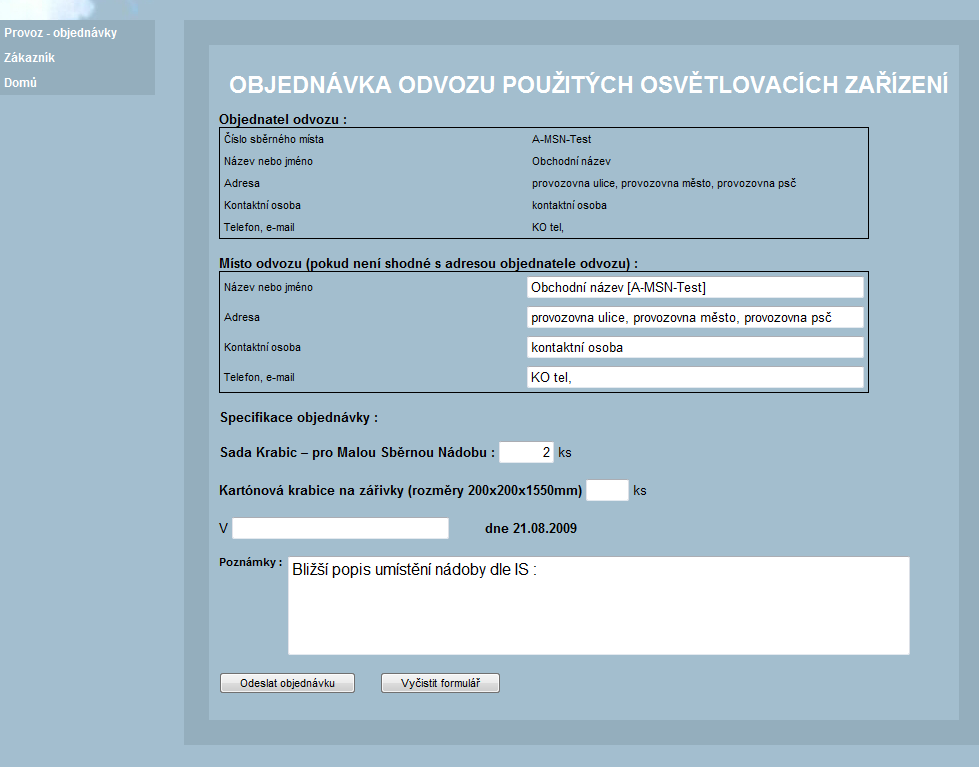 Provoz - objednávky
Zákazník
Domů
OBJEDNÁVKA ODVOZU POUŽITÝCH OSVĚTLOVACÍCH ZAŘÍZENÍ
Objednatel odvozu :
Číslo sběrného místa A-MSN-Test
Název nebo jméno Obchodní název
Adresa provozovna ulice, provozovna město, provozovna psč
Kontaktní osoba kontaktní osoba
Telefon, e-mail KO tel,
Místo odvozu (pokud není shodné s adresou objednatele odvozu) :
Název nebo jméno Obchodní název [A-MSN-Test]
Adresa provozovna ulice, provozovna město, provozovna psč
Kontaktní osoba kontaktní osoba
Telefon, e-mail KO tel,
Specifikace objednávky :
Sada Krabic – pro Malou Sběrnou Nádobu : 2 ks
Kartónová krabice na zářivky (rozměry 200x200x1550mm) ks
V dne 21.08.2009
Poznámky : Bližší popis umístění nádoby dle IS :
Odeslat objednávku Vyčistit formulář